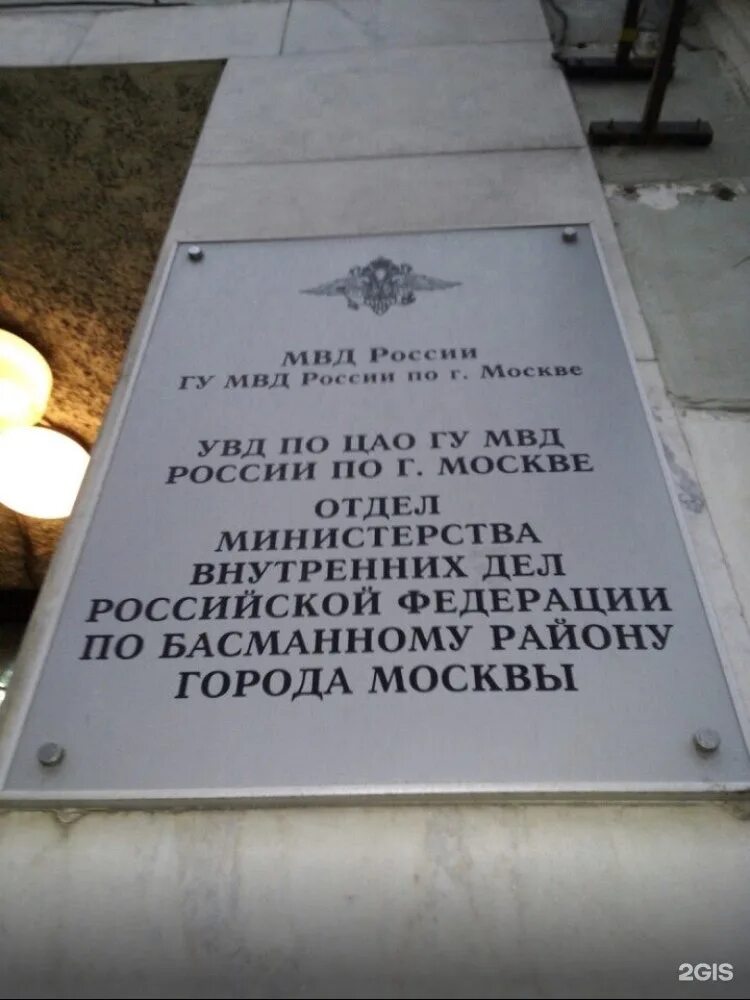 МВД России
ГУ МВД России по г. Москве
УВД ПО ЦАО ГУ МВД
РОССИИ ПО Г. МОСКВЕ
ОТДЕЛ
МИНИСТЕРСТВА
ВНУТРЕННИХ ДЕЛ
РОССИЙСКОЙ ФЕДЕРАЦИИ
ПО БАСМАННОМУ РАЙОНУ
ГОРОДА МОСКВЫ
2GIS